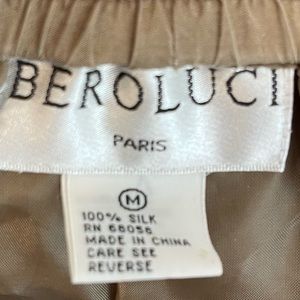 BEROLUCI
PARIS
M
100% SILK
RN 68056
MADE IN CHINA
CARE SEE
REVERSE